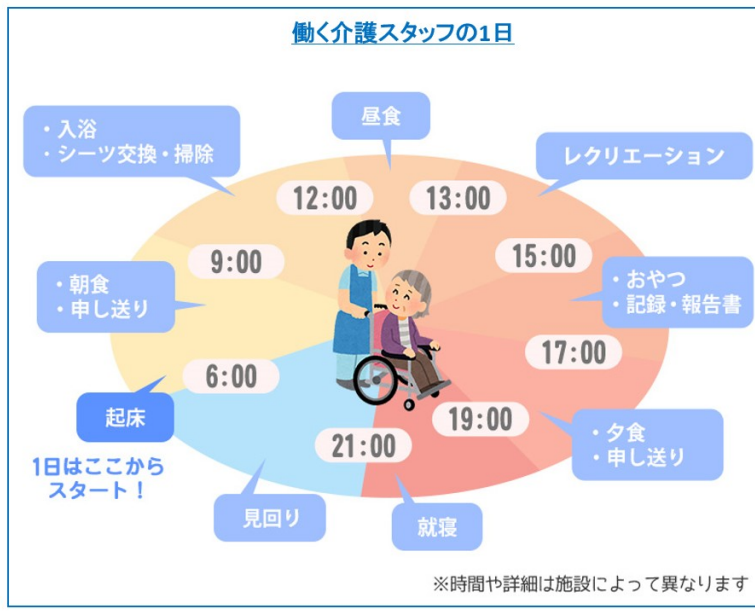 働く介護スタッフの1日
昼食
・入浴
・シーツ交換・掃除
レクリエーション
12:00
13:00
9:00
15:00
・朝食
・申し送り
・おやつ
・記録・報告書
6:00
17:00
起床
1日はここから
スタート！
19:00
21:00
・夕食
・申し送り
見回り
就寝
※時間や詳細は施設によって異なります